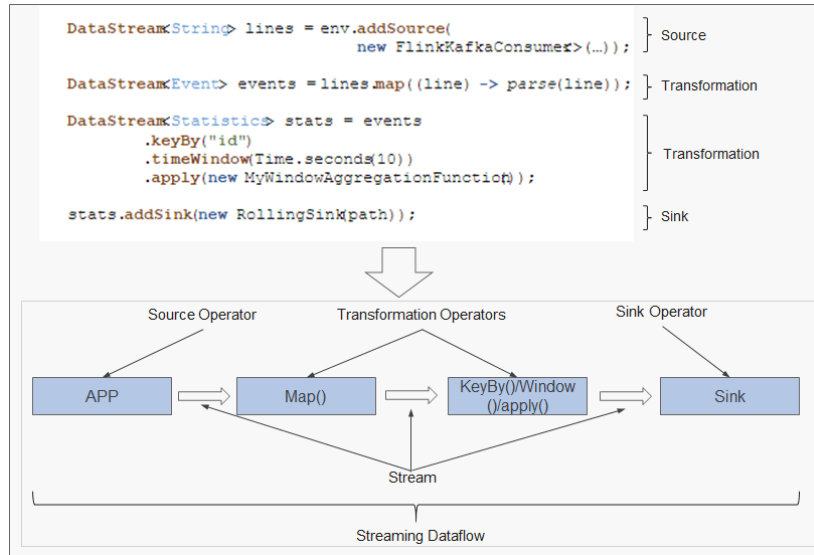 DataStream<String> lines = env.addSource(
new FlinkKafkaConsumer<>(…));
Source
DataStream<Event> events = lines.map((line) -> parse(line));
Transformation
DataStream<Statistics> stats = events
.keyBy("id")
.timeWindow(Time.seconds(10))
.apply(new MyWindowAggregationFunction());
Transformation
stats.addSink(new RollingSink(path));
Sink
Source Operator
Transformation Operators
Sink Operator
APP
Map()
KeyBy()/Window
()/apply()
Sink
Stream
Streaming Dataflow